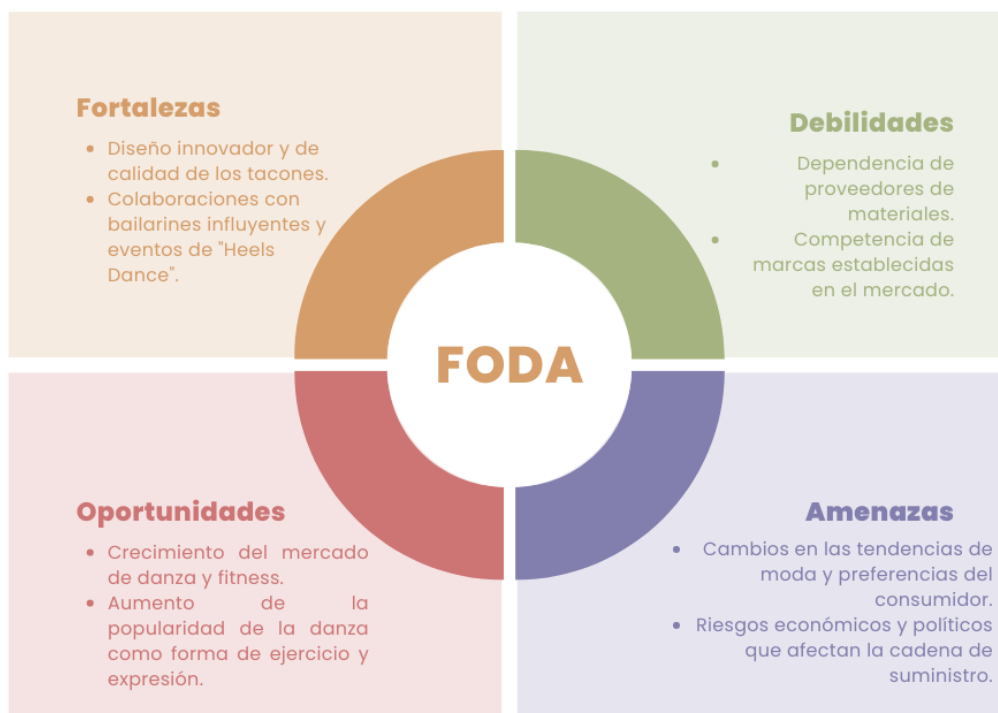 Fortalezas
• Diseño innovador y de
calidad de los tacones.
• Colaboraciones con
bailarines influyentes y
eventos de "Heels
Dance".
Debilidades
• Dependencia de
proveedores de
materiales.
• Competencia de
marcas establecidas
en el mercado.
FODA
Oportunidades
• Crecimiento del mercado
de danza y fitness.
• Aumento de la
popularidad de la danza
como forma de ejercicio y
expresión.
Amenazas
• Cambios en las tendencias de
moda y preferencias del
consumidor.
• Riesgos económicos y políticos
que afectan la cadena de
suministro.